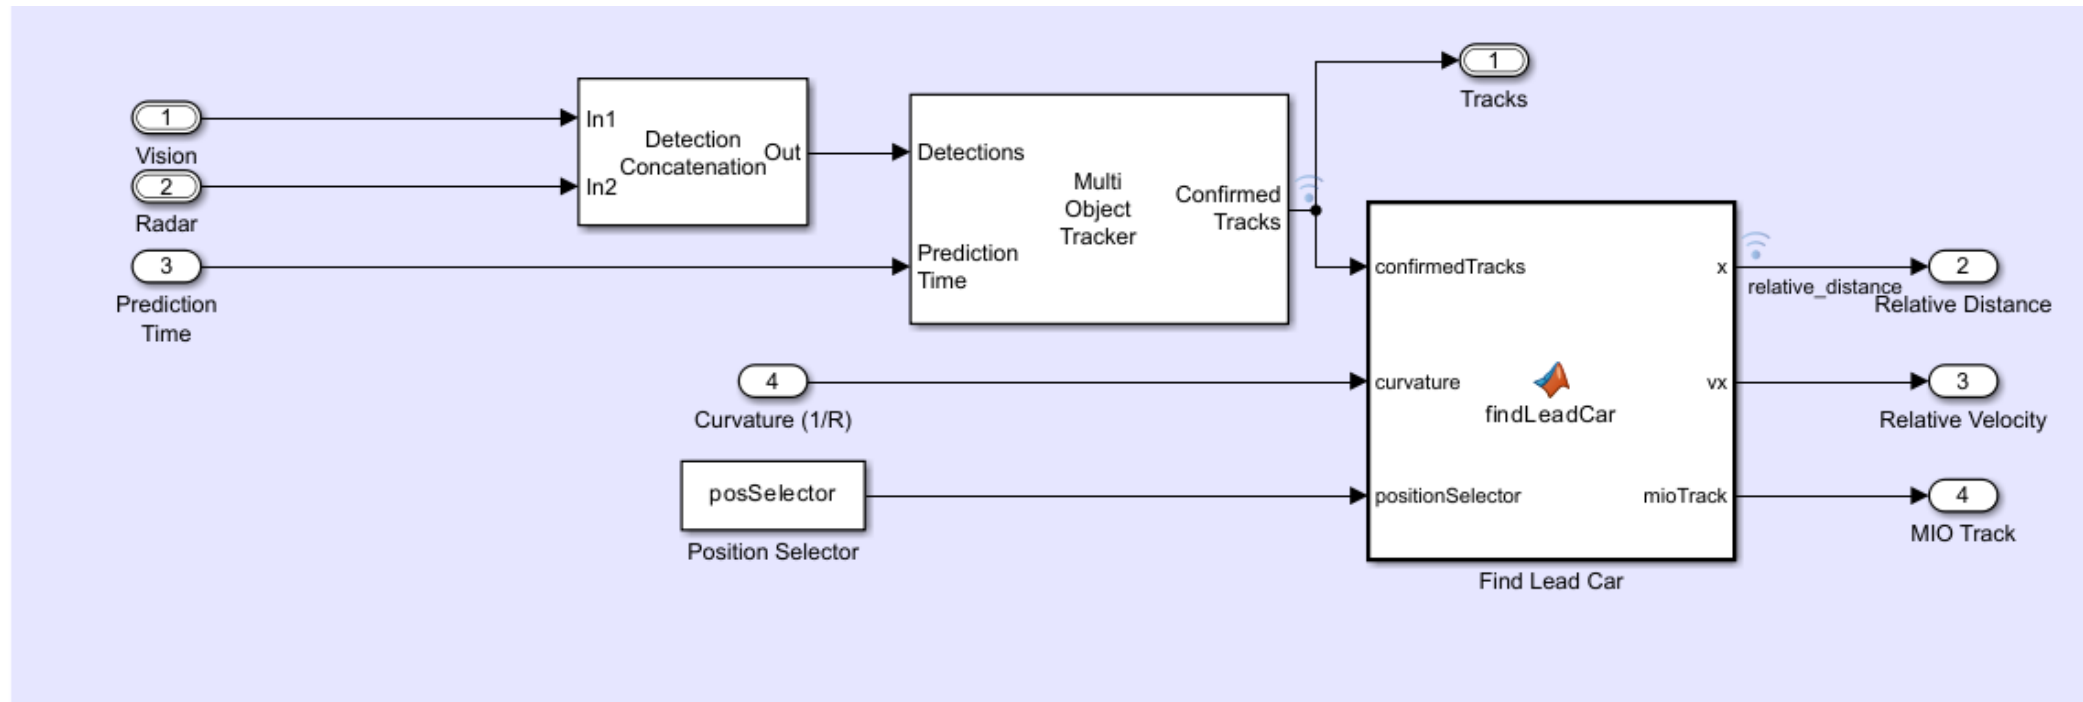 1
Vision
2
Radar
3
Prediction
Time
In1
In2
Detection
Concatenation
Out
Detections
Prediction
Time
Multi
Object
Tracker
Confirmed
Tracks
1
Tracks
4
Curvature (1/R)
posSelector
Position Selector
confirmedTracks
curvature
positionSelector
findLeadCar
x
vx
mioTrack
Find Lead Car
relative_distance
2
Relative Distance
3
Relative Velocity
4
MIO Track